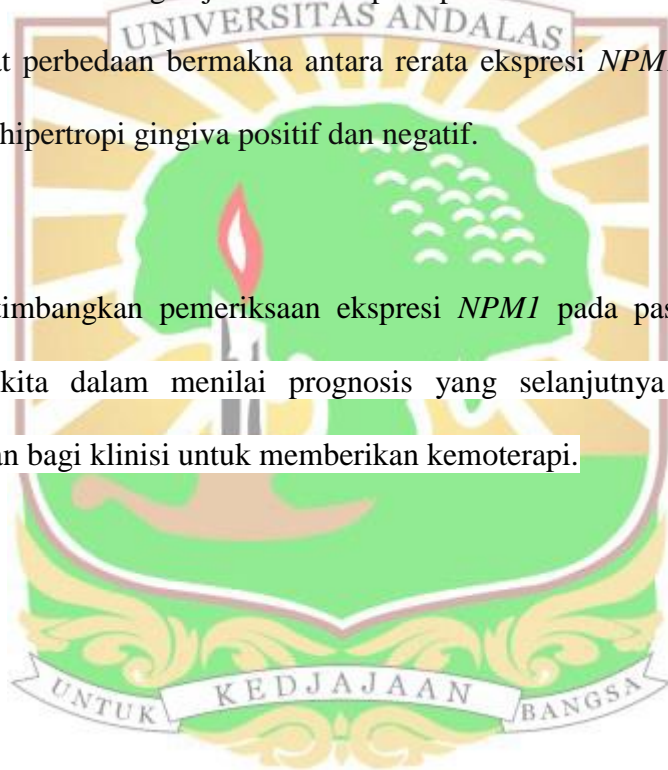 UNIVERSITAS ANDALAS
perbedaan bermakna antara rerata ekspresi NPM
hipertropi gingiva positif dan negatif.
timbangkan pemeriksaan ekspresi NPM1 pada pas
kita dalam menilai prognosis yang selanjutnya
an bagi klinisi untuk memberikan kemoterapi.
UNTUK KEDJAJAAN BANGSA